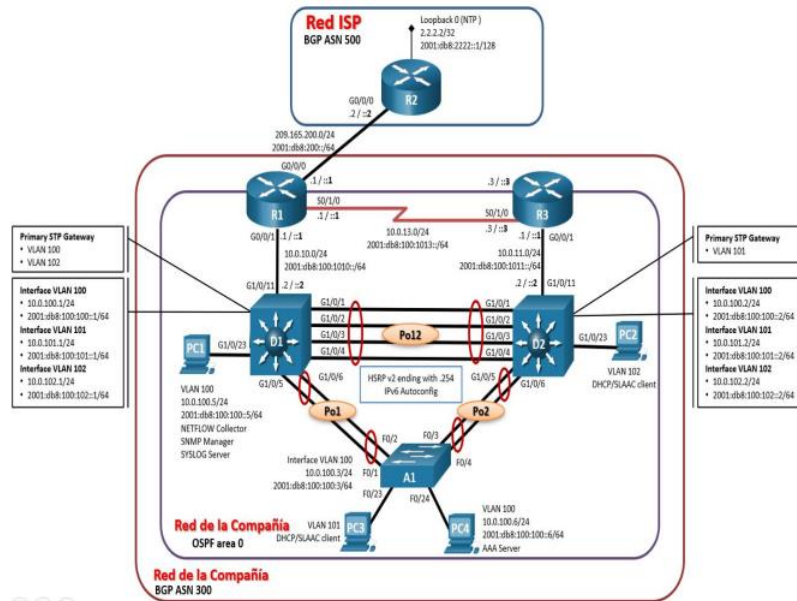 Red ISP
BGP ASN 500
Loopback 0 (NTP )
2.2.2.2/32
2001:db8:2222::1/128
R2
G0/0/0
.2 / ::2
209.165.200.0/24
2001:db8:200::/64
G0/0/0
.1 / ::1
R1
S0/1/0
.1 / ::1
.3 / ::3
R3
S0/1/0
.3 / ::3
10.0.13.0/24
2001:db8:100:1013::/64
G0/0/1
.1 / ::1
10.0.10.0/24
2001:db8:100:1010::/64
G1/0/11
.2 / ::2
.1 / ::1
G0/0/1
10.0.11.0/24
2001:db8:100:1011::/64
.2 / ::2
G1/0/11
Primary STP Gateway
• VLAN 100
• VLAN 102
Interface VLAN 100
• 10.0.100.1/24
• 2001:db8:100:100::1/64
Interface VLAN 101
• 10.0.101.1/24
• 2001:db8:100:101::1/64
Interface VLAN 102
• 10.0.102.1/24
• 2001:db8:100:102::1/64
Primary STP Gateway
• VLAN 101
Interface VLAN 100
• 10.0.100.2/24
• 2001:db8:100:100::2/64
Interface VLAN 101
• 10.0.101.2/24
• 2001:db8:100:101::2/64
Interface VLAN 102
• 10.0.102.2/24
• 2001:db8:100:102::2/64
G1/0/1
G1/0/2
G1/0/3
G1/0/4
Po12
G1/0/1
G1/0/2
G1/0/3
G1/0/4
D1
D2
PC1
G1/0/23
VLAN 100
10.0.100.5/24
2001:db8:100:100::5/64
NETFLOW Collector
SNMP Manager
SYSLOG Server
G1/0/23
PC2
VLAN 102
DHCP/SLAAC client
G1/0/5
G1/0/6
HSRP v2 ending with .254
IPv6 Autoconfig
G1/0/5
G1/0/6
Po1
Po2
F0/1
F0/2
F0/3
F0/4
Interface VLAN 100
10.0.100.3/24
2001:db8:100:100:3/64
A1
F0/23
F0/24
PC3
VLAN 101
DHCP/SLAAC client
PC4
VLAN 100
10.0.100.6/24
2001:db8:100:100::6/64
AAA Server
Red de la Compañía
OSPF area 0
Red de la Compañía
BGP ASN 300